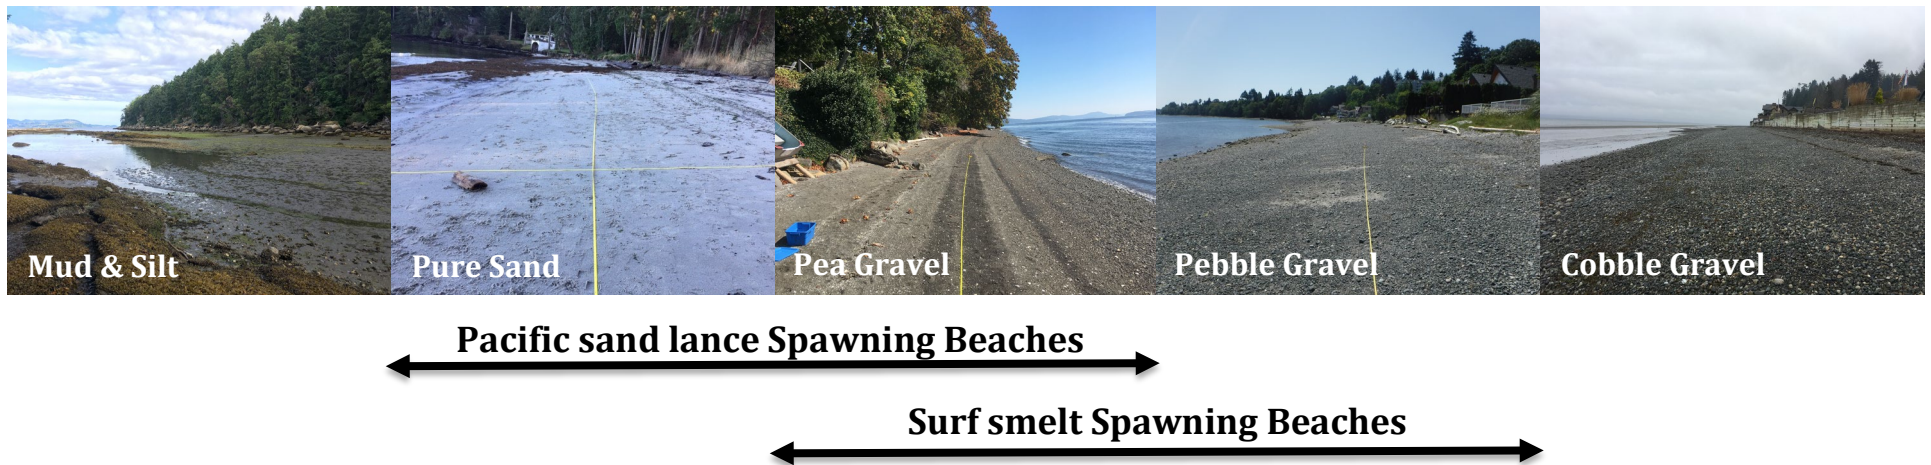 Mud & Silt
Pure Sand
Pea Gravel
Pebble Gravel
Cobble Gravel
Pacific sand lance Spawning Beaches
Surf smelt Spawning Beaches